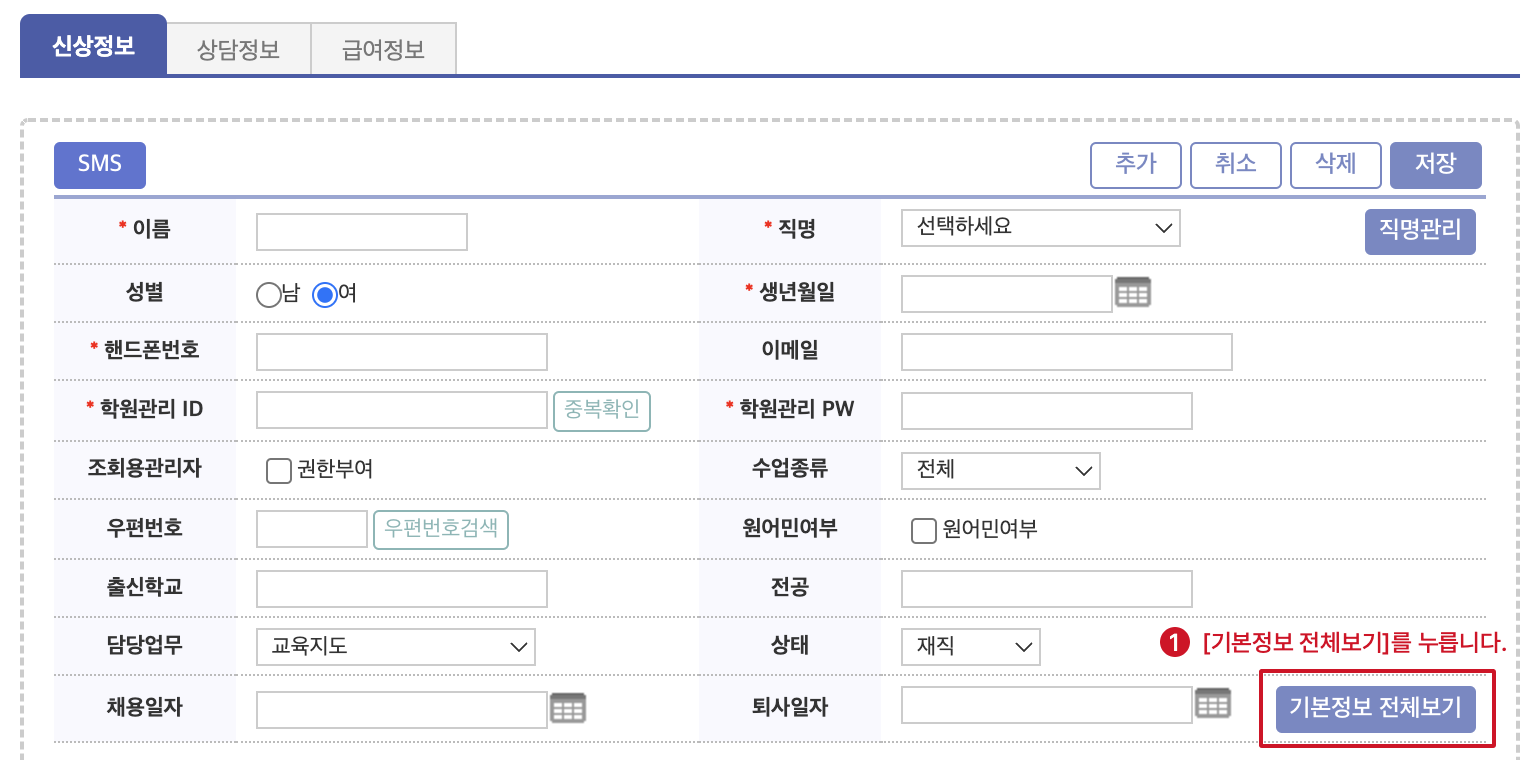 신상정보 상담정보 급여정보
SMS 추가 취소 삭제 저장
* 이름 * 직명 선택하세요 직명관리
성별 남 여 * 생년월일
* 핸드폰번호 이메일
* 학원관리 ID 중복확인 * 학원관리 PW
조회용관리자 권한부여 수업종류 전체
우편번호 우편번호검색 원어민여부 원어민여부
출신학교 전공
담당업무 교육지도 상태 재직 1 [기본정보 전체보기]를 누릅니다.
채용일자 퇴사일자 기본정보 전체보기